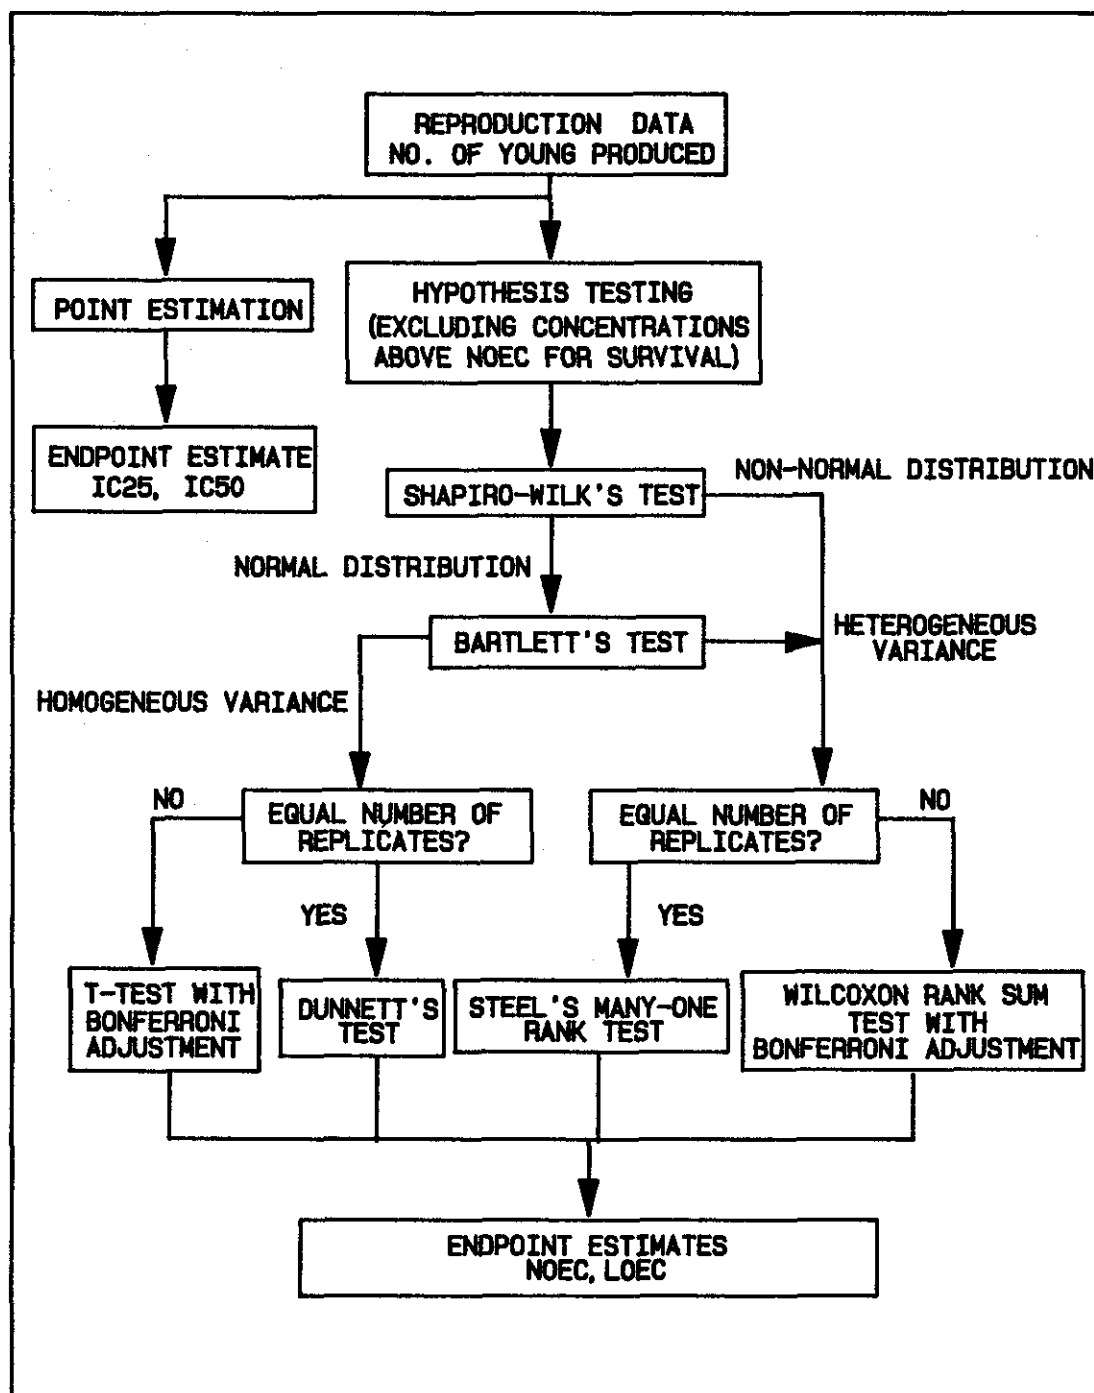 REPRODUCTION DATA
NO. OF YOUNG PRODUCED
POINT ESTIMATION
HYPOTHESIS TESTING
(EXCLUDING CONCENTRATIONS
ABOVE NOEC FOR SURVIVAL)
ENDPOINT ESTIMATE
IC25, IC50
SHAPIRO-WILK'S TEST
NON-NORMAL DISTRIBUTION
NORMAL DISTRIBUTION
BARTLETT'S TEST
HETEROGENEOUS
VARIANCE
HOMOGENEOUS VARIANCE
NO
EQUAL NUMBER OF
REPLICATES?
EQUAL NUMBER OF
REPLICATES?
NO
YES
YES
T-TEST WITH
BONFERRONI
ADJUSTMENT
DUNNETT'S
TEST
STEEL'S MANY-ONE
RANK TEST
WILCOXON RANK SUM
TEST WITH
BONFERRONI ADJUSTMENT
ENDPOINT ESTIMATES
NOEC, LOEC